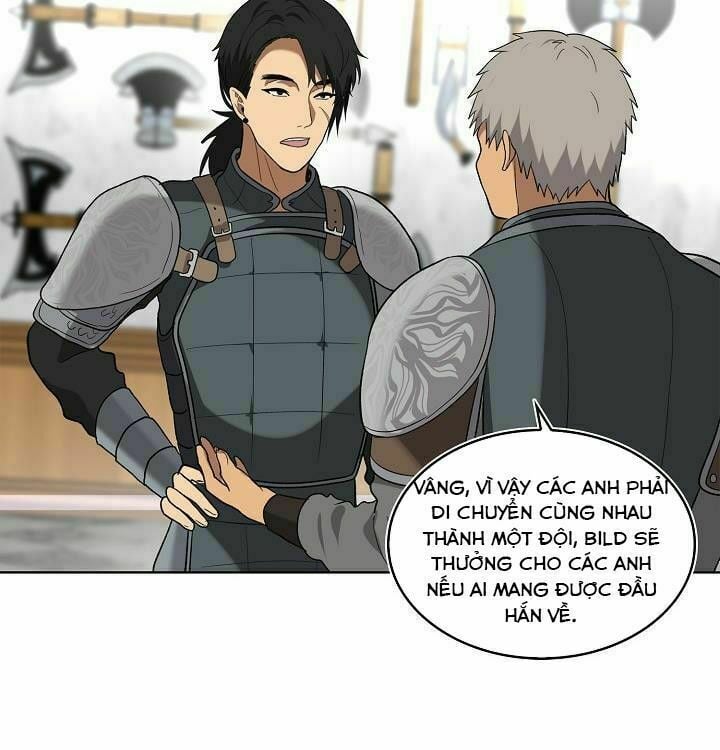 VÂNG, VÌ VẬY CÁC ANH PHẢI
DI CHUYỂN CÙNG NHAU
THÀNH MỘT ĐỘI, BILD SẼ
THƯỞNG CHO CÁC ANH
NẾU AI MANG ĐƯỢC ĐẦU
HẮN VỀ.